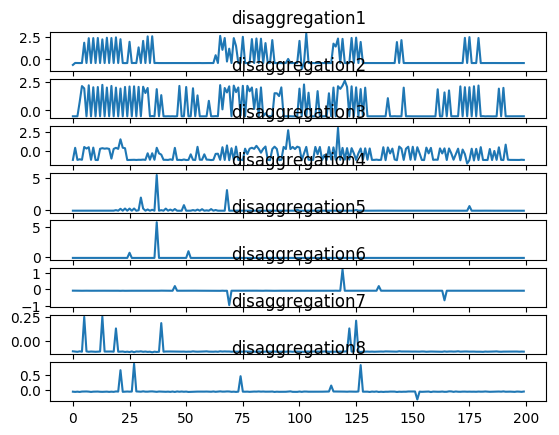 disaggregation1
2.5
0.0
disaggregation2
2.5
0.0
disaggregation3
2.5
0.0
disaggregation4
5
0
disaggregation5
5
0
disaggregation6
1
0
−1
disaggregation7
0.25
0.00
disaggregation8
0.5
0.0
0 25 50 75 100 125 150 175 200